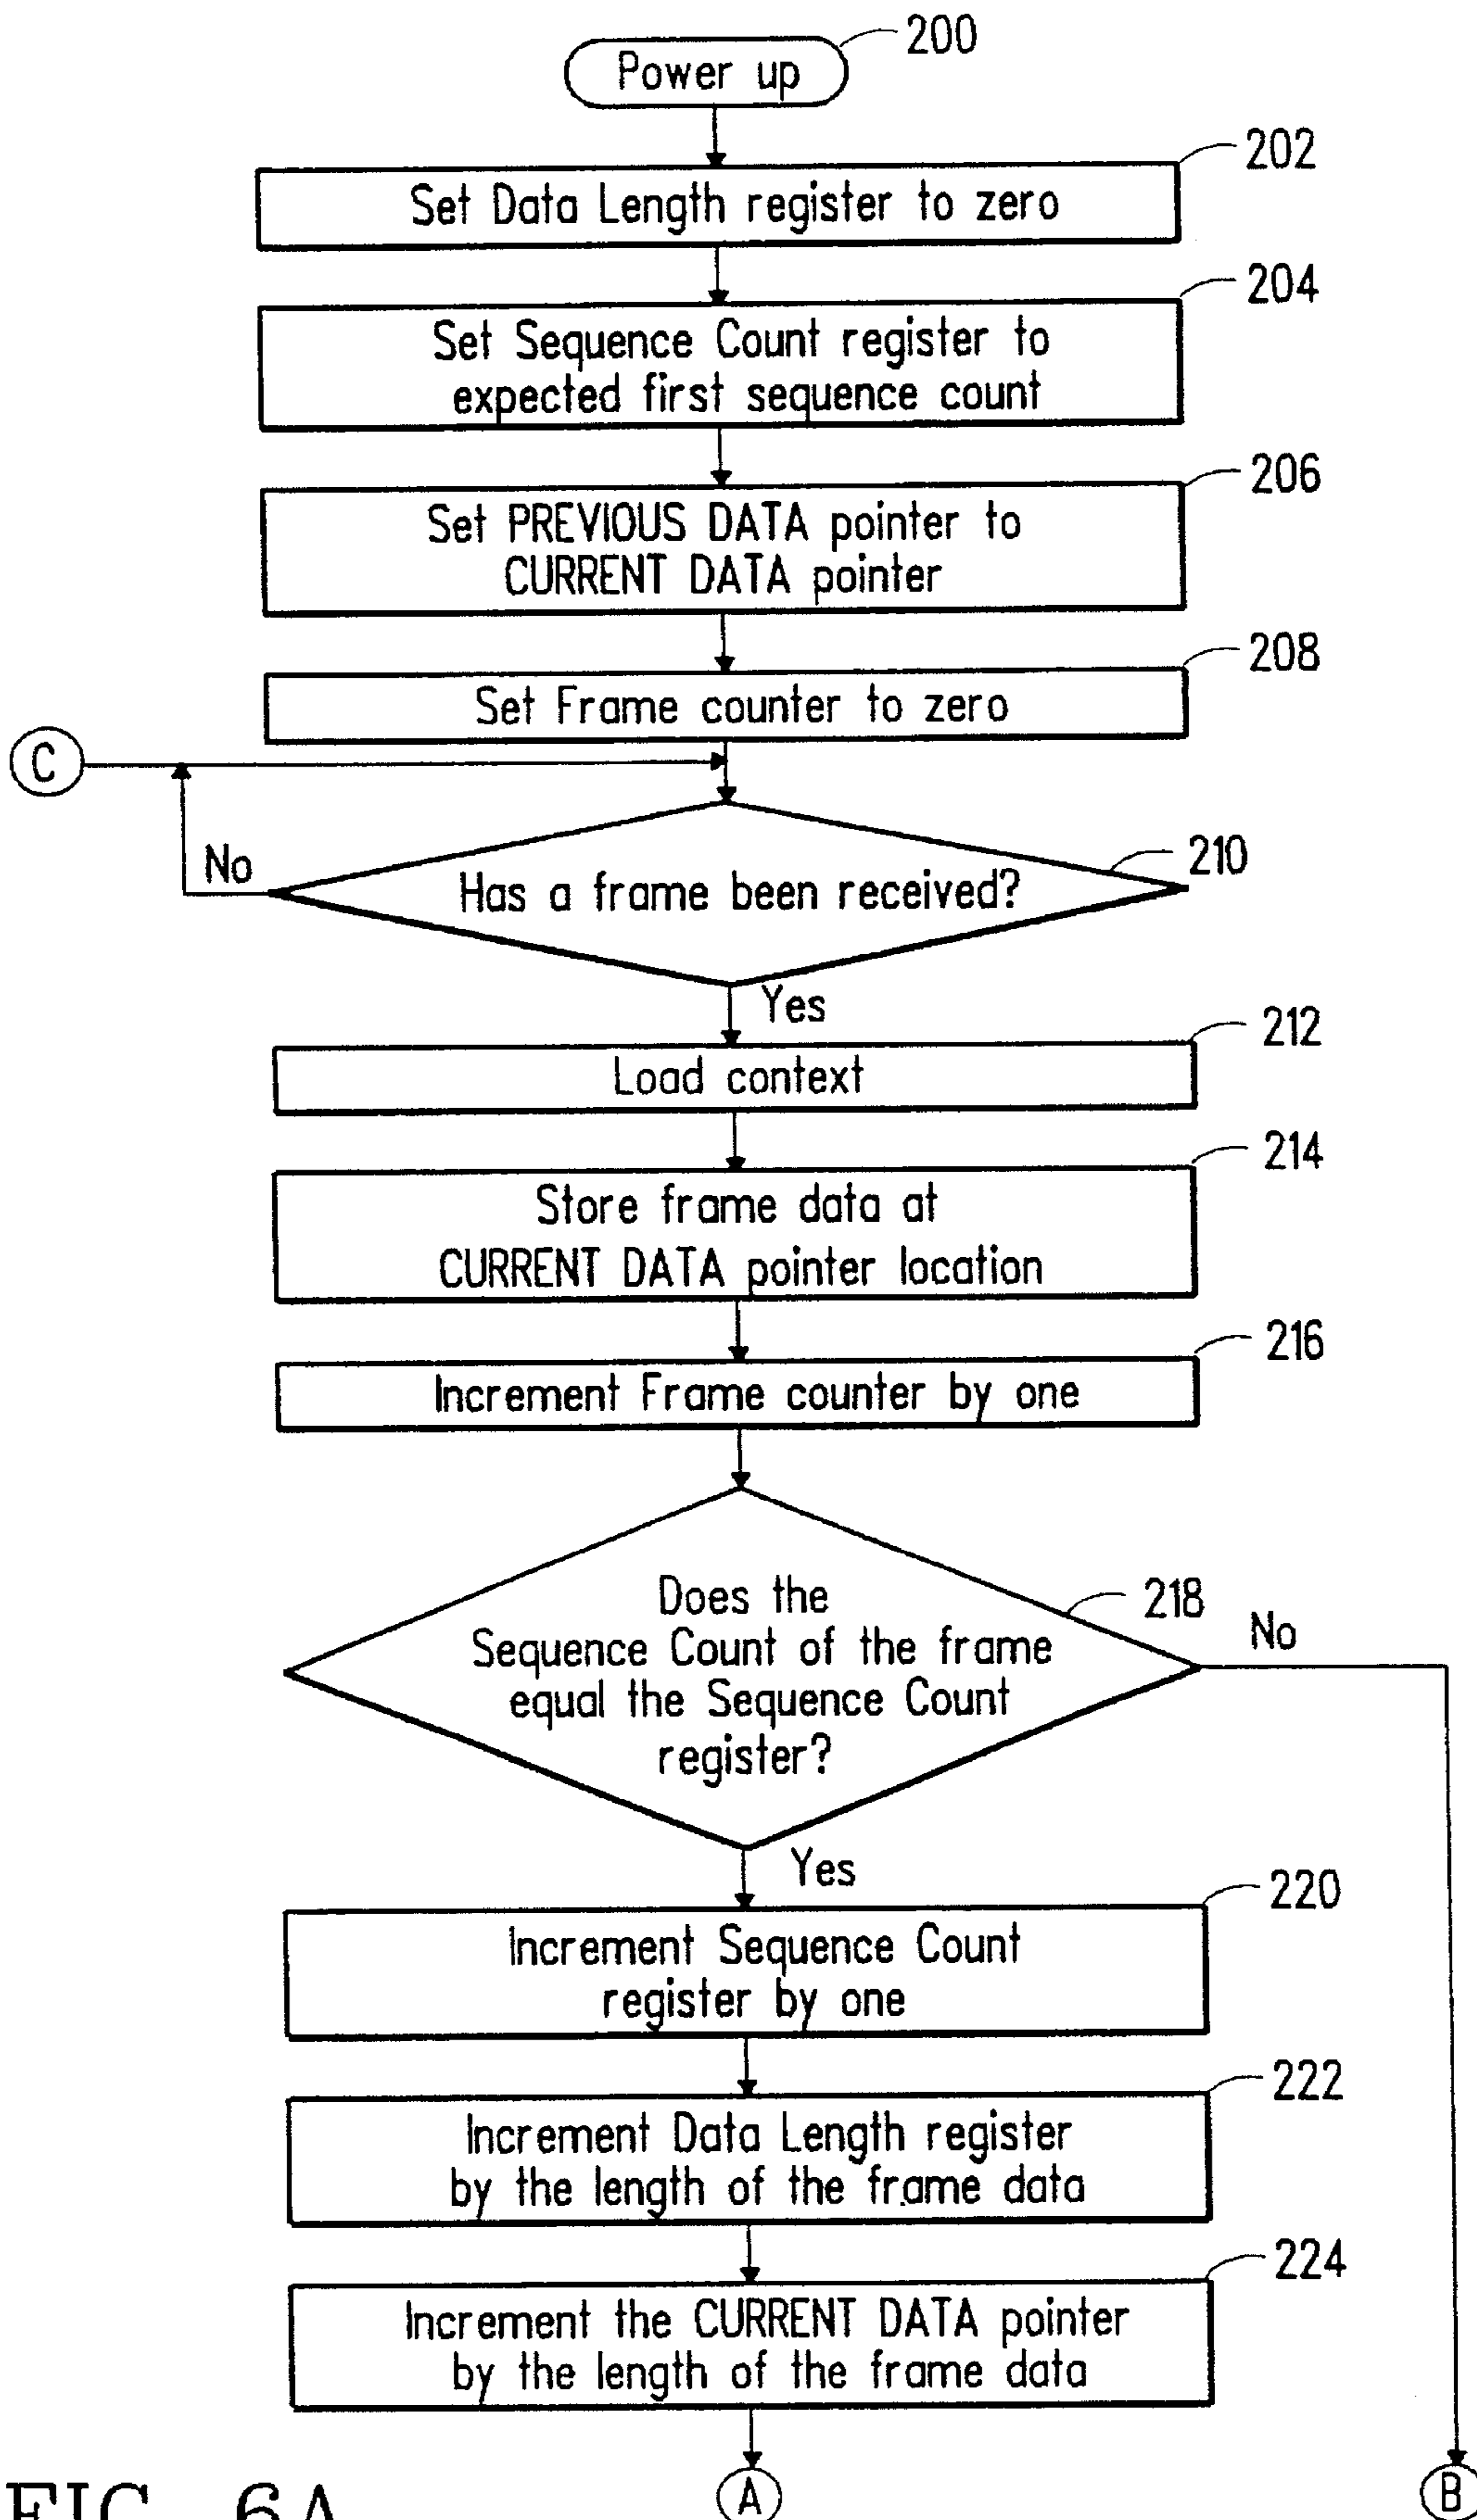 200
Power up
202
Set Data Length register to zero
204
Set Sequence Count register to
expected first sequence count
206
Set PREVIOUS DATA pointer to
CURRENT DATA pointer
208
Set Frame counter to zero
C
No
210
Has a frame been received?
Yes
212
Load context
214
Store frame data at
CURRENT DATA pointer location
216
Increment Frame counter by one
218
Does the
Sequence Count of the frame
equal the Sequence Count
register?
No
Yes
220
Increment Sequence Count
register by one
222
Increment Data Length register
by the length of the frame data
224
Increment the CURRENT DATA pointer
by the length of the frame data
A
B
FIG. 6A